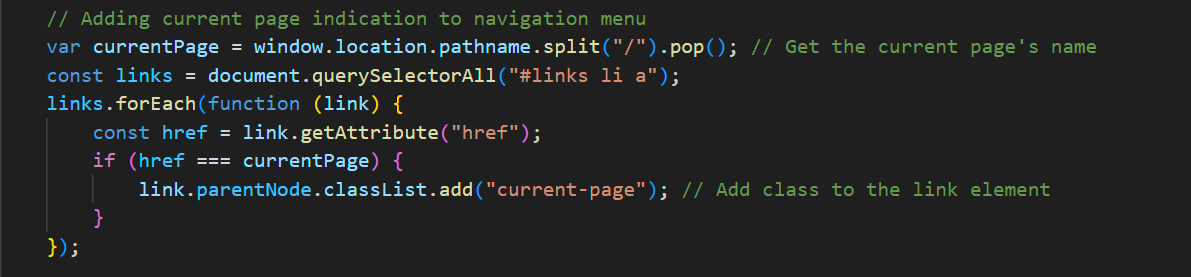 // Adding current page indication to navigation menu
var currentPage = window.location.pathname.split("/").pop(); // Get the current page's name
const links = document.querySelectorAll("#links li a");
links.forEach(function (link) {
    const href = link.getAttribute("href");
    if (href === currentPage) {
        link.parentNode.classList.add("current-page"); // Add class to the link element
    }
});